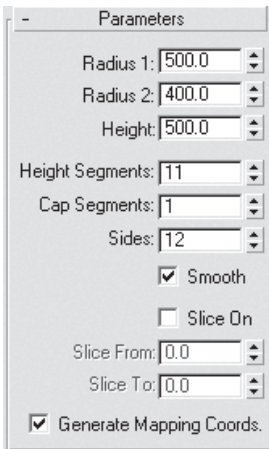 - Parameters
Radius 1: 500.0
Radius 2: 400.0
Height: 500.0
Height Segments: 11
Cap Segments: 1
Sides: 12
Smooth
Slice On
Slice From: 0.0
Slice To: 0.0
Generate Mapping Coords.